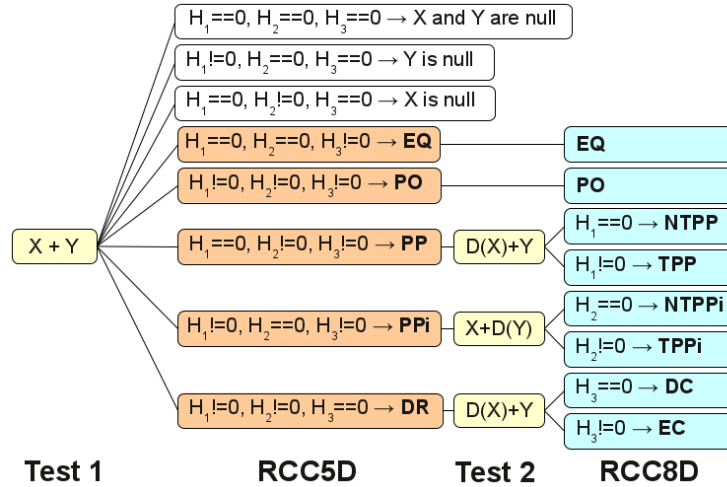 H₁==0, H₂==0, H₃==0 → X and Y are null
H₁!=0, H₂==0, H₃==0 → Y is null
H₁==0, H₂!=0, H₃==0 → X is null
H₁==0, H₂==0, H₃!=0 → EQ
EQ
H₁!=0, H₂!=0, H₃!=0 → PO
PO
X + Y
H₁==0, H₂!=0, H₃!=0 → PP
D(X)+Y
H₁==0 → NTPP
H₁!=0 → TPP
H₁!=0, H₂==0, H₃!=0 → PPi
X+D(Y)
H₂==0 → NTPPi
H₂!=0 → TPPi
H₁!=0, H₂!=0, H₃==0 → DR
D(X)+Y
H₃==0 → DC
H₃!=0 → EC
Test 1 RCC5D Test 2 RCC8D